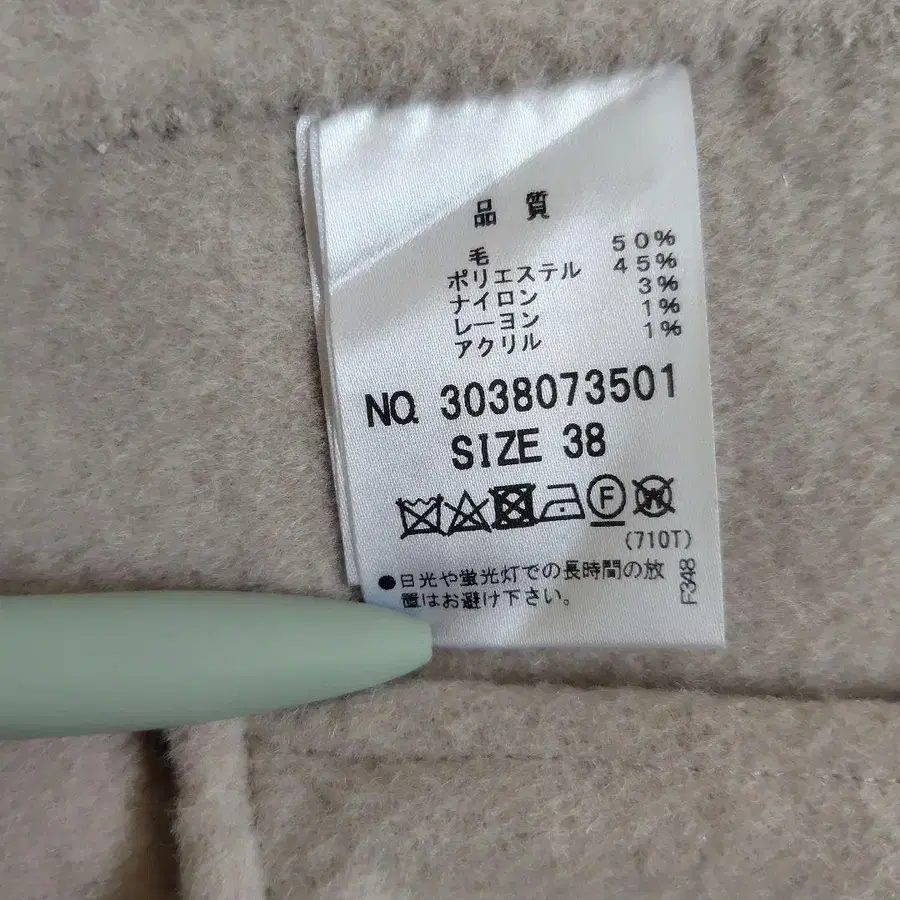 品質
毛 50%
ポリエステル 45%
ナイロン 3%
レーヨン 1%
アクリル 1%
NO. 3038073501
SIZE 38
F W
(710T)
●日光や蛍光灯での長時間の放
置はお避け下さい。
F348